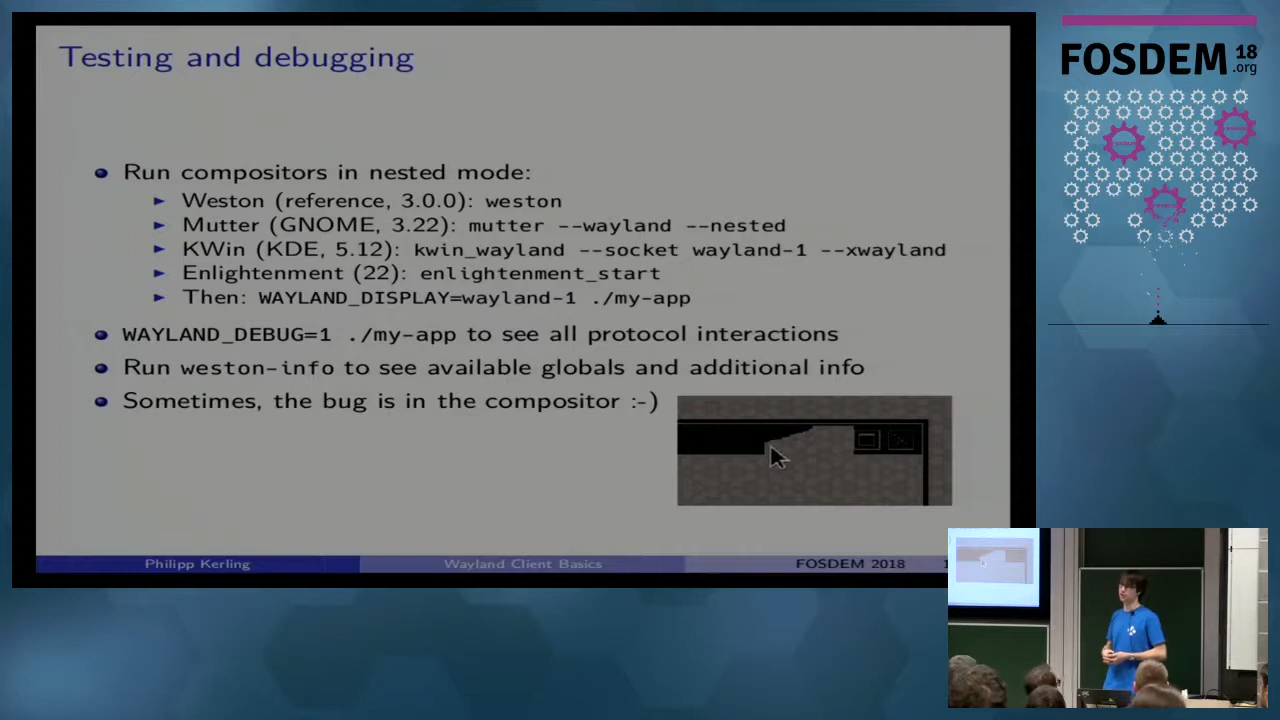 Testing and debugging
Run compositors in nested mode:
Weston (reference, 3.0.0): weston
Mutter (GNOME, 3.22): mutter --wayland --nested
KWin (KDE, 5.12): kwin_wayland --socket wayland-1 --xwayland
Enlightenment (22): enlightenment_start
Then: WAYLAND_DISPLAY=wayland-1 ./my-app
WAYLAND_DEBUG=1 ./my-app to see all protocol interactions
Run weston-info to see available globals and additional info
Sometimes, the bug is in the compositor :-)
Philipp Kerling
Wayland Client Basics
FOSDEM 2018
FOSDEM 18
.org